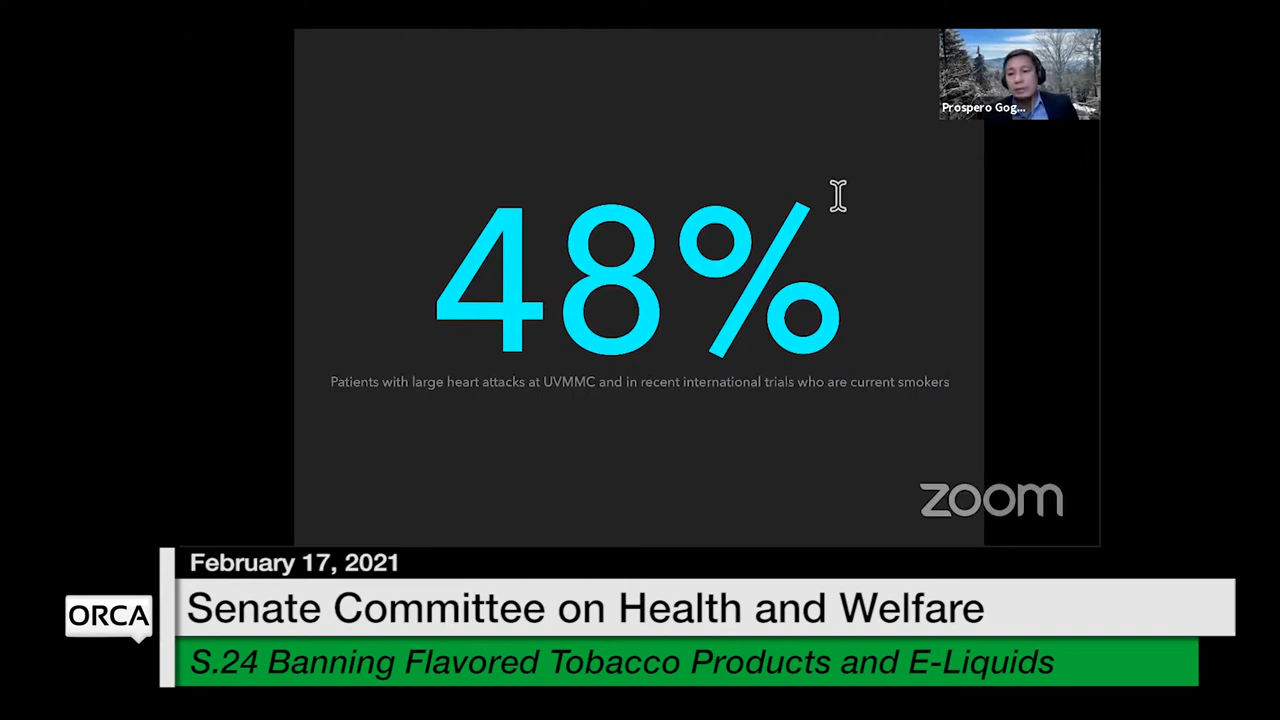 Prospero Gog...
48%
Patients with large heart attacks at UVMMC and in recent international trials who are current smokers
zoom
February 17, 2021
ORCA
Senate Committee on Health and Welfare
S.24 Banning Flavored Tobacco Products and E-Liquids